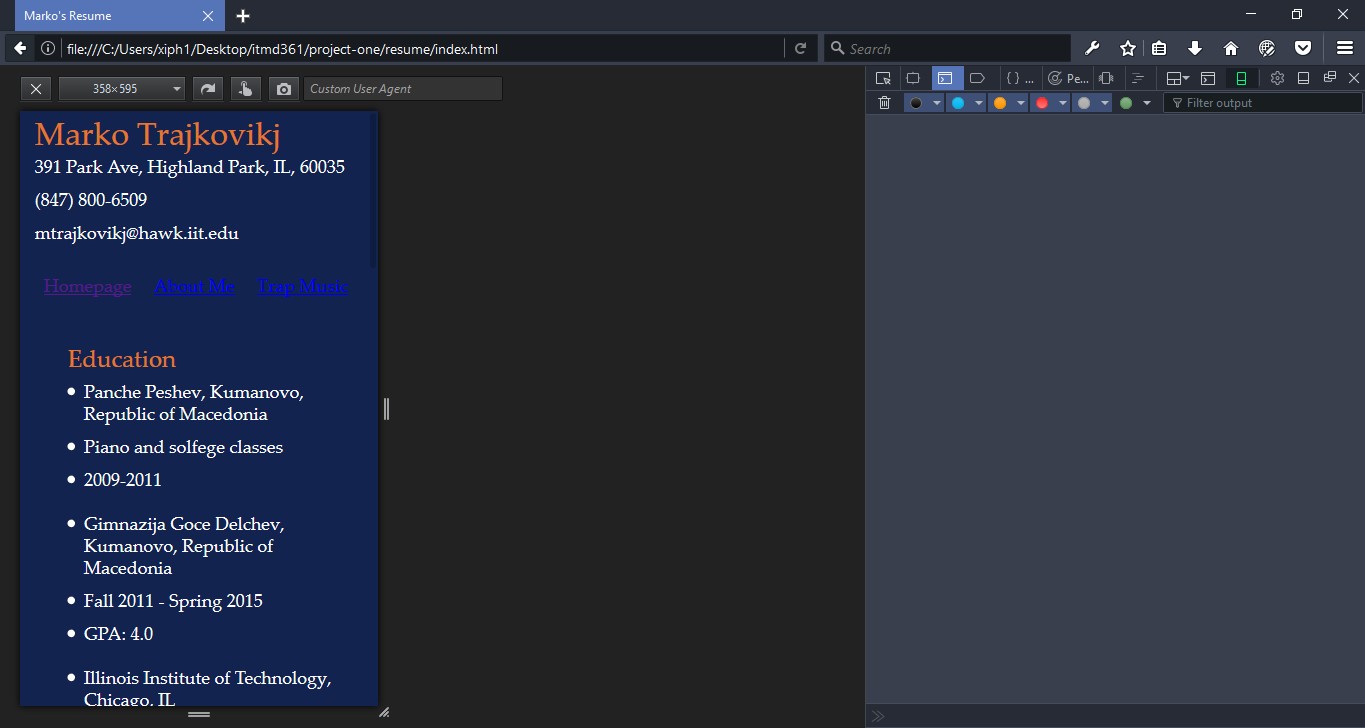 Marko's Resume
file:///C:/Users/xiph1/Desktop/itmd361/project-one/resume/index.html
Search
358×595
Custom User Agent
{ } ...
Pe...
Filter output
Marko Trajkovikj
391 Park Ave, Highland Park, IL, 60035
(847) 800-6509
mtrajkovikj@hawk.iit.edu
Homepage About Me Trap Music
Education
• Panche Peshev, Kumanovo,
Republic of Macedonia
• Piano and solfege classes
• 2009-2011
• Gimnazija Goce Delchev,
Kumanovo, Republic of
Macedonia
• Fall 2011 - Spring 2015
• GPA: 4.0
• Illinois Institute of Technology,
Chicago, IL